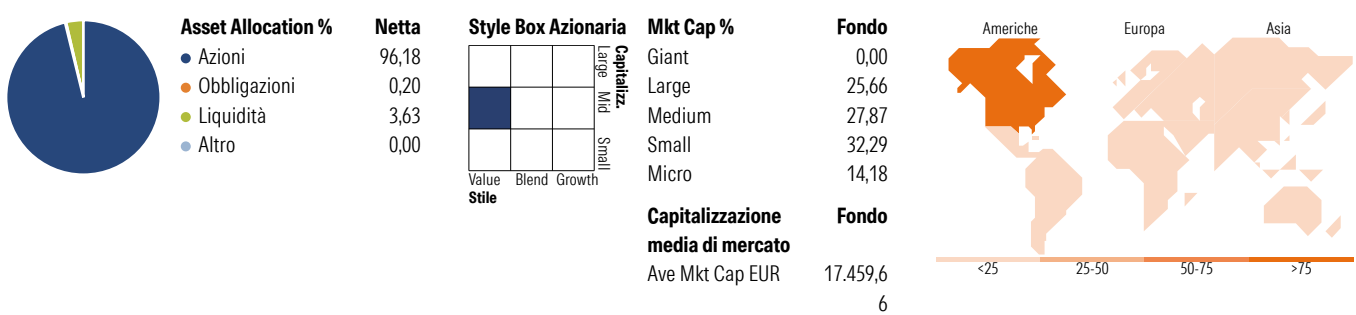 Asset Allocation % Netta
Azioni 96,18
Obbligazioni 0,20
Liquidità 3,63
Altro 0,00
Style Box Azionaria
Capitalizz.
Large Mid Small
Value Blend Growth
Stile
Mkt Cap % Fondo
Giant 0,00
Large 25,66
Medium 27,87
Small 32,29
Micro 14,18
Capitalizzazione Fondo
media di mercato
Ave Mkt Cap EUR 17.459,6
6
Americhe Europa Asia
<25 25-50 50-75 >75